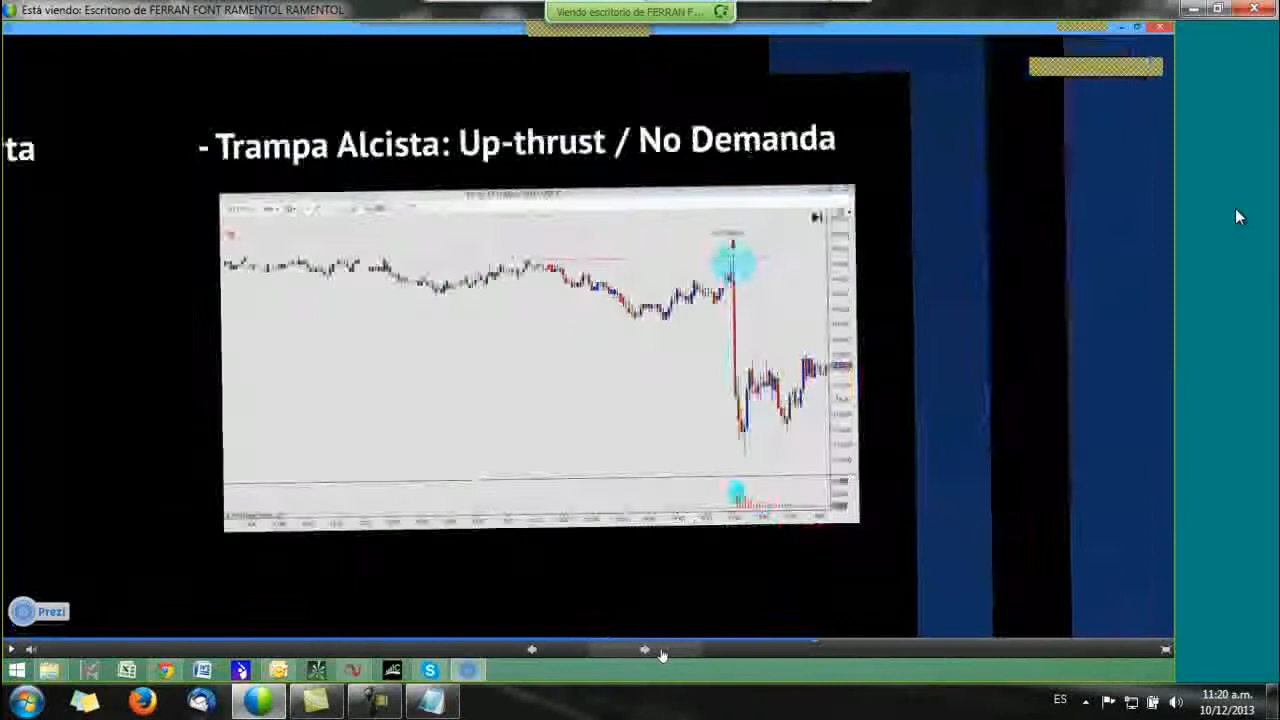 Está viendo: Escritorio de FERRAN FONT RAMENTOL RAMENTOL
Viendo escritorio de FERRAN F...
ta
- Trampa Alcista: Up-thrust / No Demanda
Prezi
ES
11:20 a.m.
10/12/2013